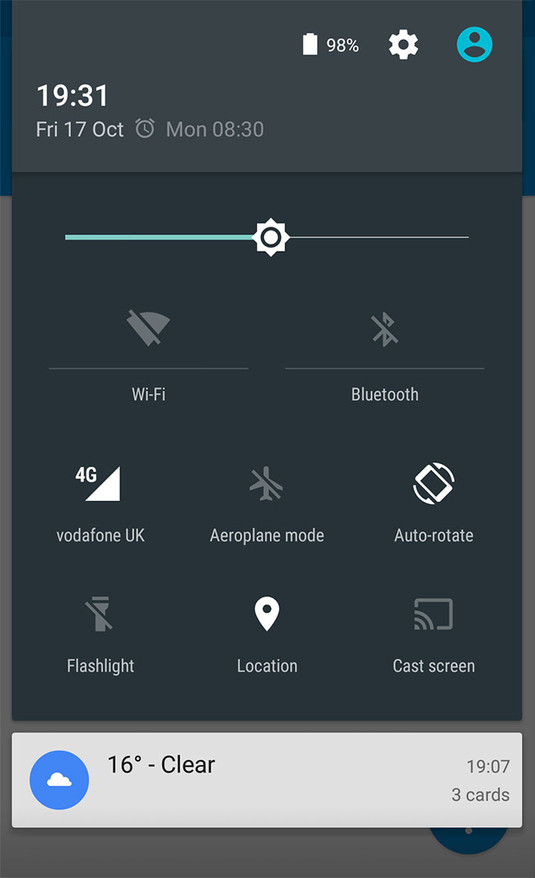 98%
19:31
Fri 17 Oct Mon 08:30
Wi-Fi Bluetooth
4G
vodafone UK Aeroplane mode Auto-rotate
Flashlight Location Cast screen
16° - Clear 19:07
3 cards